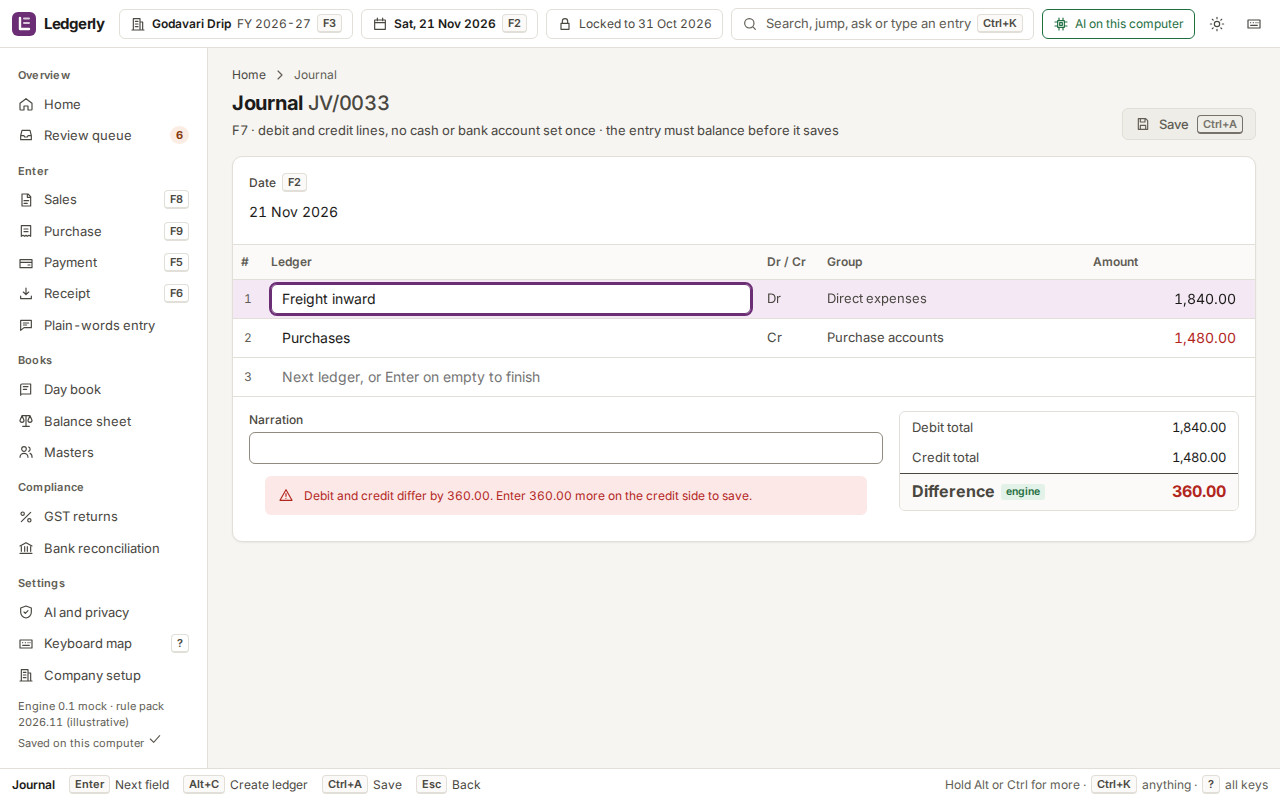 Ledgerly
Godavari Drip FY 2026-27 F3
Sat, 21 Nov 2026 F2
Locked to 31 Oct 2026
Search, jump, ask or type an entry Ctrl+K
AI on this computer
Overview
Home
Review queue 6
Enter
Sales F8
Purchase F9
Payment F5
Receipt F6
Plain-words entry
Books
Day book
Balance sheet
Masters
Compliance
GST returns
Bank reconciliation
Settings
AI and privacy
Keyboard map ?
Company setup
Engine 0.1 mock · rule pack
2026.11 (illustrative)
Saved on this computer
Home > Journal
Journal JV/0033
F7 · debit and credit lines, no cash or bank account set once · the entry must balance before it saves
Save Ctrl+A
Date F2
21 Nov 2026
# Ledger Dr / Cr Group Amount
1 Freight inward Dr Direct expenses 1,840.00
2 Purchases Cr Purchase accounts 1,480.00
3 Next ledger, or Enter on empty to finish
Narration
Debit and credit differ by 360.00. Enter 360.00 more on the credit side to save.
Debit total 1,840.00
Credit total 1,480.00
Difference engine 360.00
Journal Enter Next field Alt+C Create ledger Ctrl+A Save Esc Back
Hold Alt or Ctrl for more · Ctrl+K anything · ? all keys